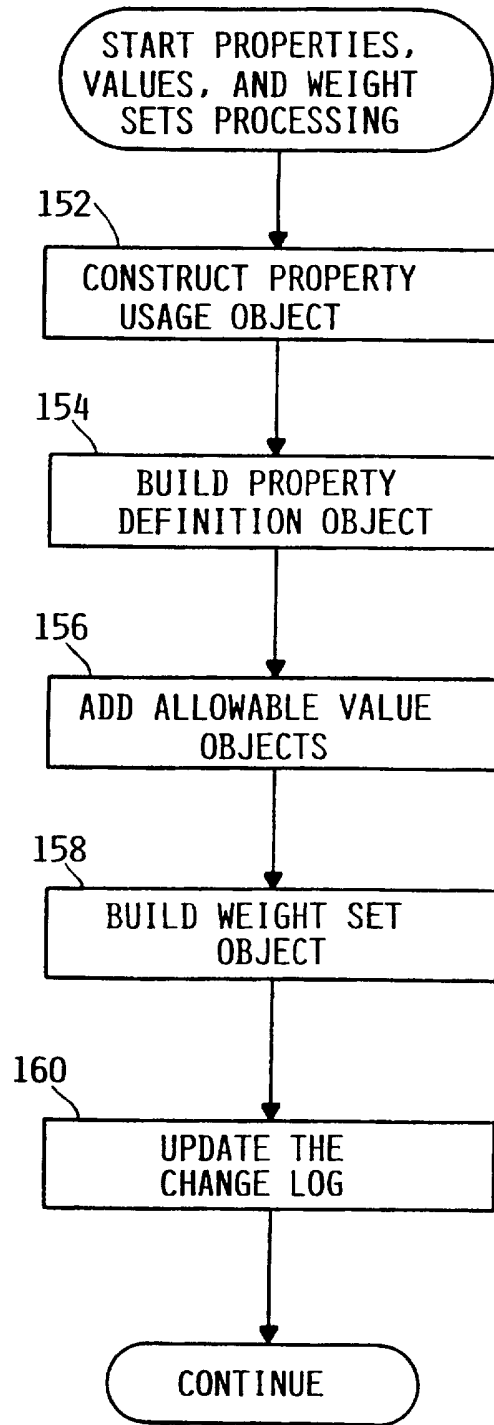 START PROPERTIES,
VALUES, AND WEIGHT
SETS PROCESSING
152
CONSTRUCT PROPERTY
USAGE OBJECT
154
BUILD PROPERTY
DEFINITION OBJECT
156
ADD ALLOWABLE VALUE
OBJECTS
158
BUILD WEIGHT SET
OBJECT
160
UPDATE THE
CHANGE LOG
CONTINUE